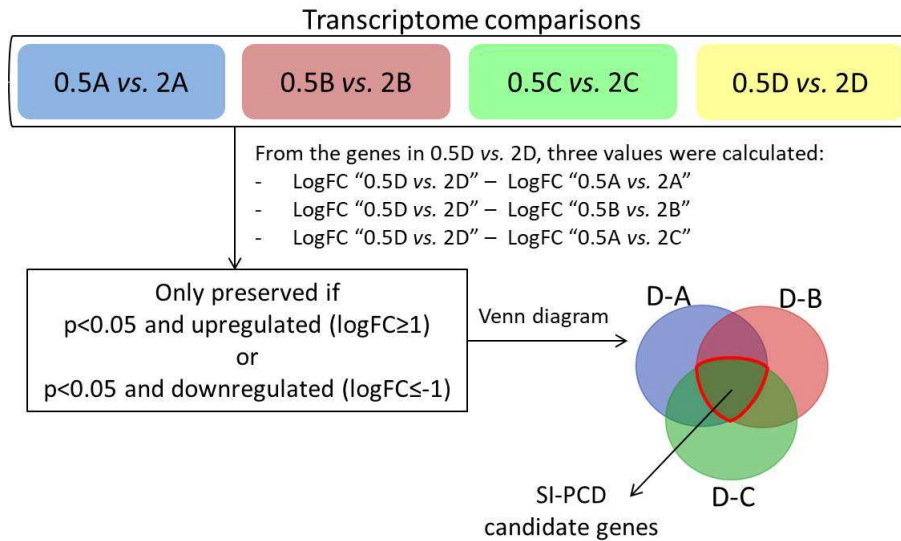 Transcriptome comparisons
0.5A vs. 2A
0.5B vs. 2B
0.5C vs. 2C
0.5D vs. 2D
From the genes in 0.5D vs. 2D, three values were calculated:
- LogFC “0.5D vs. 2D” – LogFC “0.5A vs. 2A”
- LogFC “0.5D vs. 2D” – LogFC “0.5B vs. 2B”
- LogFC “0.5D vs. 2D” – LogFC “0.5A vs. 2C”
Only preserved if
p<0.05 and upregulated (logFC≥1)
or
p<0.05 and downregulated (logFC≤-1)
Venn diagram
D-A
D-B
D-C
SI-PCD
candidate genes